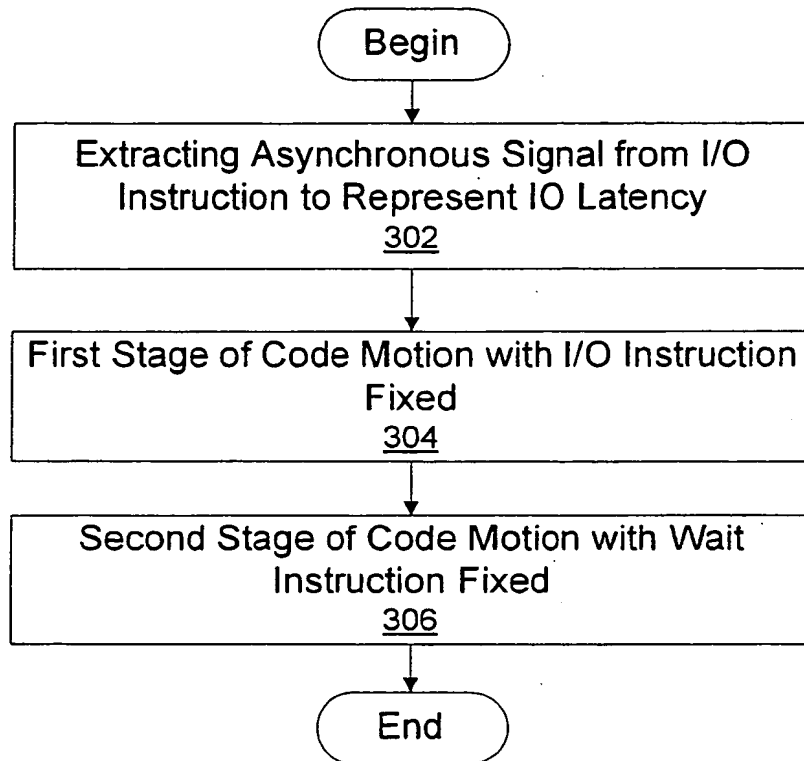 Begin
Extracting Asynchronous Signal from I/O
Instruction to Represent IO Latency
302
First Stage of Code Motion with I/O Instruction
Fixed
304
Second Stage of Code Motion with Wait
Instruction Fixed
306
End